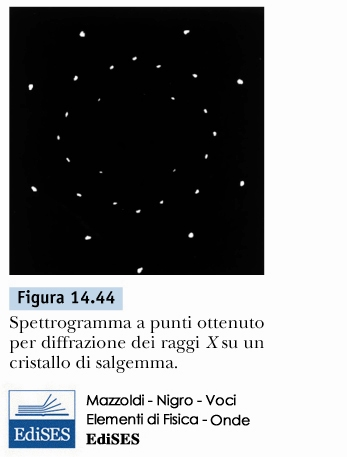 Figura 14.44
Spettrogramma a punti ottenuto
per diffrazione dei raggi X su un
cristallo di salgemma.
EdiSES
Mazzoldi - Nigro - Voci
Elementi di Fisica - Onde
EdiSES